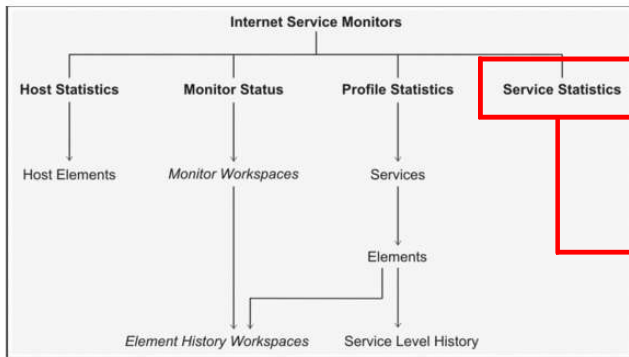 Internet Service Monitors
Host Statistics Monitor Status Profile Statistics Service Statistics
Host Elements Monitor Workspaces Services
Elements
Element History Workspaces Service Level History